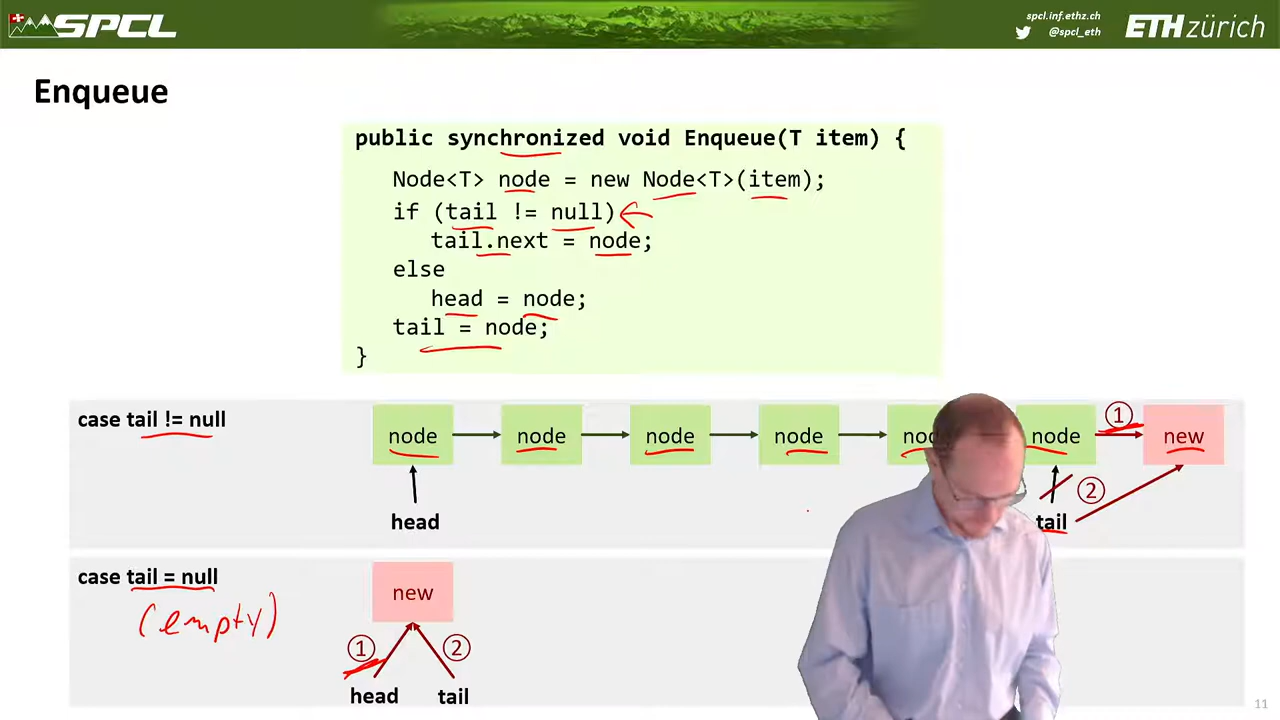 SPCL
spcl.inf.ethz.ch
@spcl_eth
ETH zürich
Enqueue
public synchronized void Enqueue(T item) {
Node<T> node = new Node<T>(item);
if (tail != null)
tail.next = node;
else
head = node;
tail = node;
}
case tail != null
node node node node node ① new
②
head tail
case tail = null
(empty)
new
① ②
head tail
11